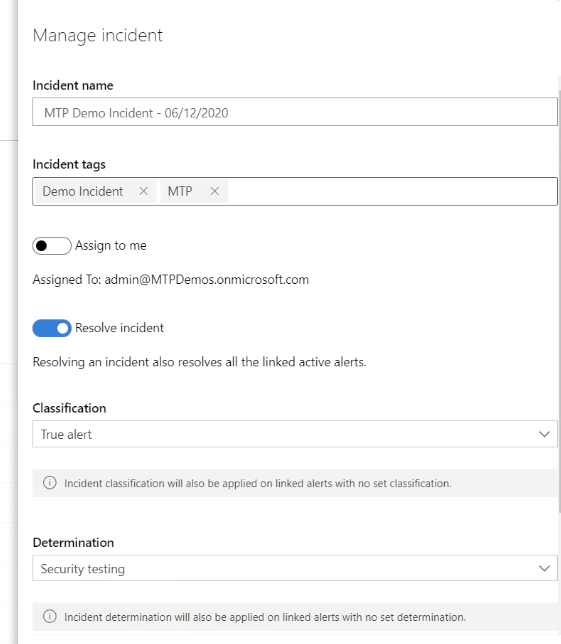 Manage incident
Incident name
MTP Demo Incident - 06/12/2020
Incident tags
Demo Incident × MTP ×
Assign to me
Assigned To: admin@MTPDemos.onmicrosoft.com
Resolve incident
Resolving an incident also resolves all the linked active alerts.
Classification
True alert
Incident classification will also be applied on linked alerts with no set classification.
Determination
Security testing
Incident determination will also be applied on linked alerts with no set determination.